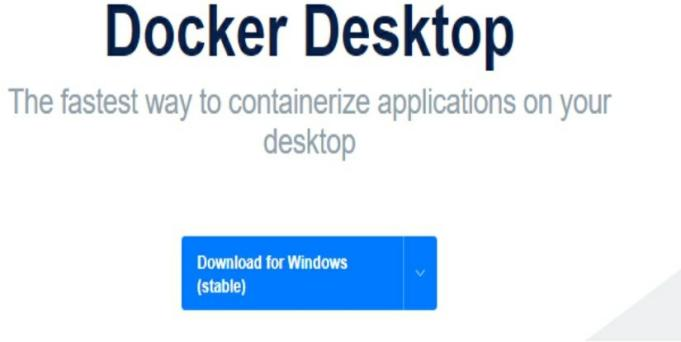 Docker Desktop
The fastest way to containerize applications on your
desktop
Download for Windows
(stable)